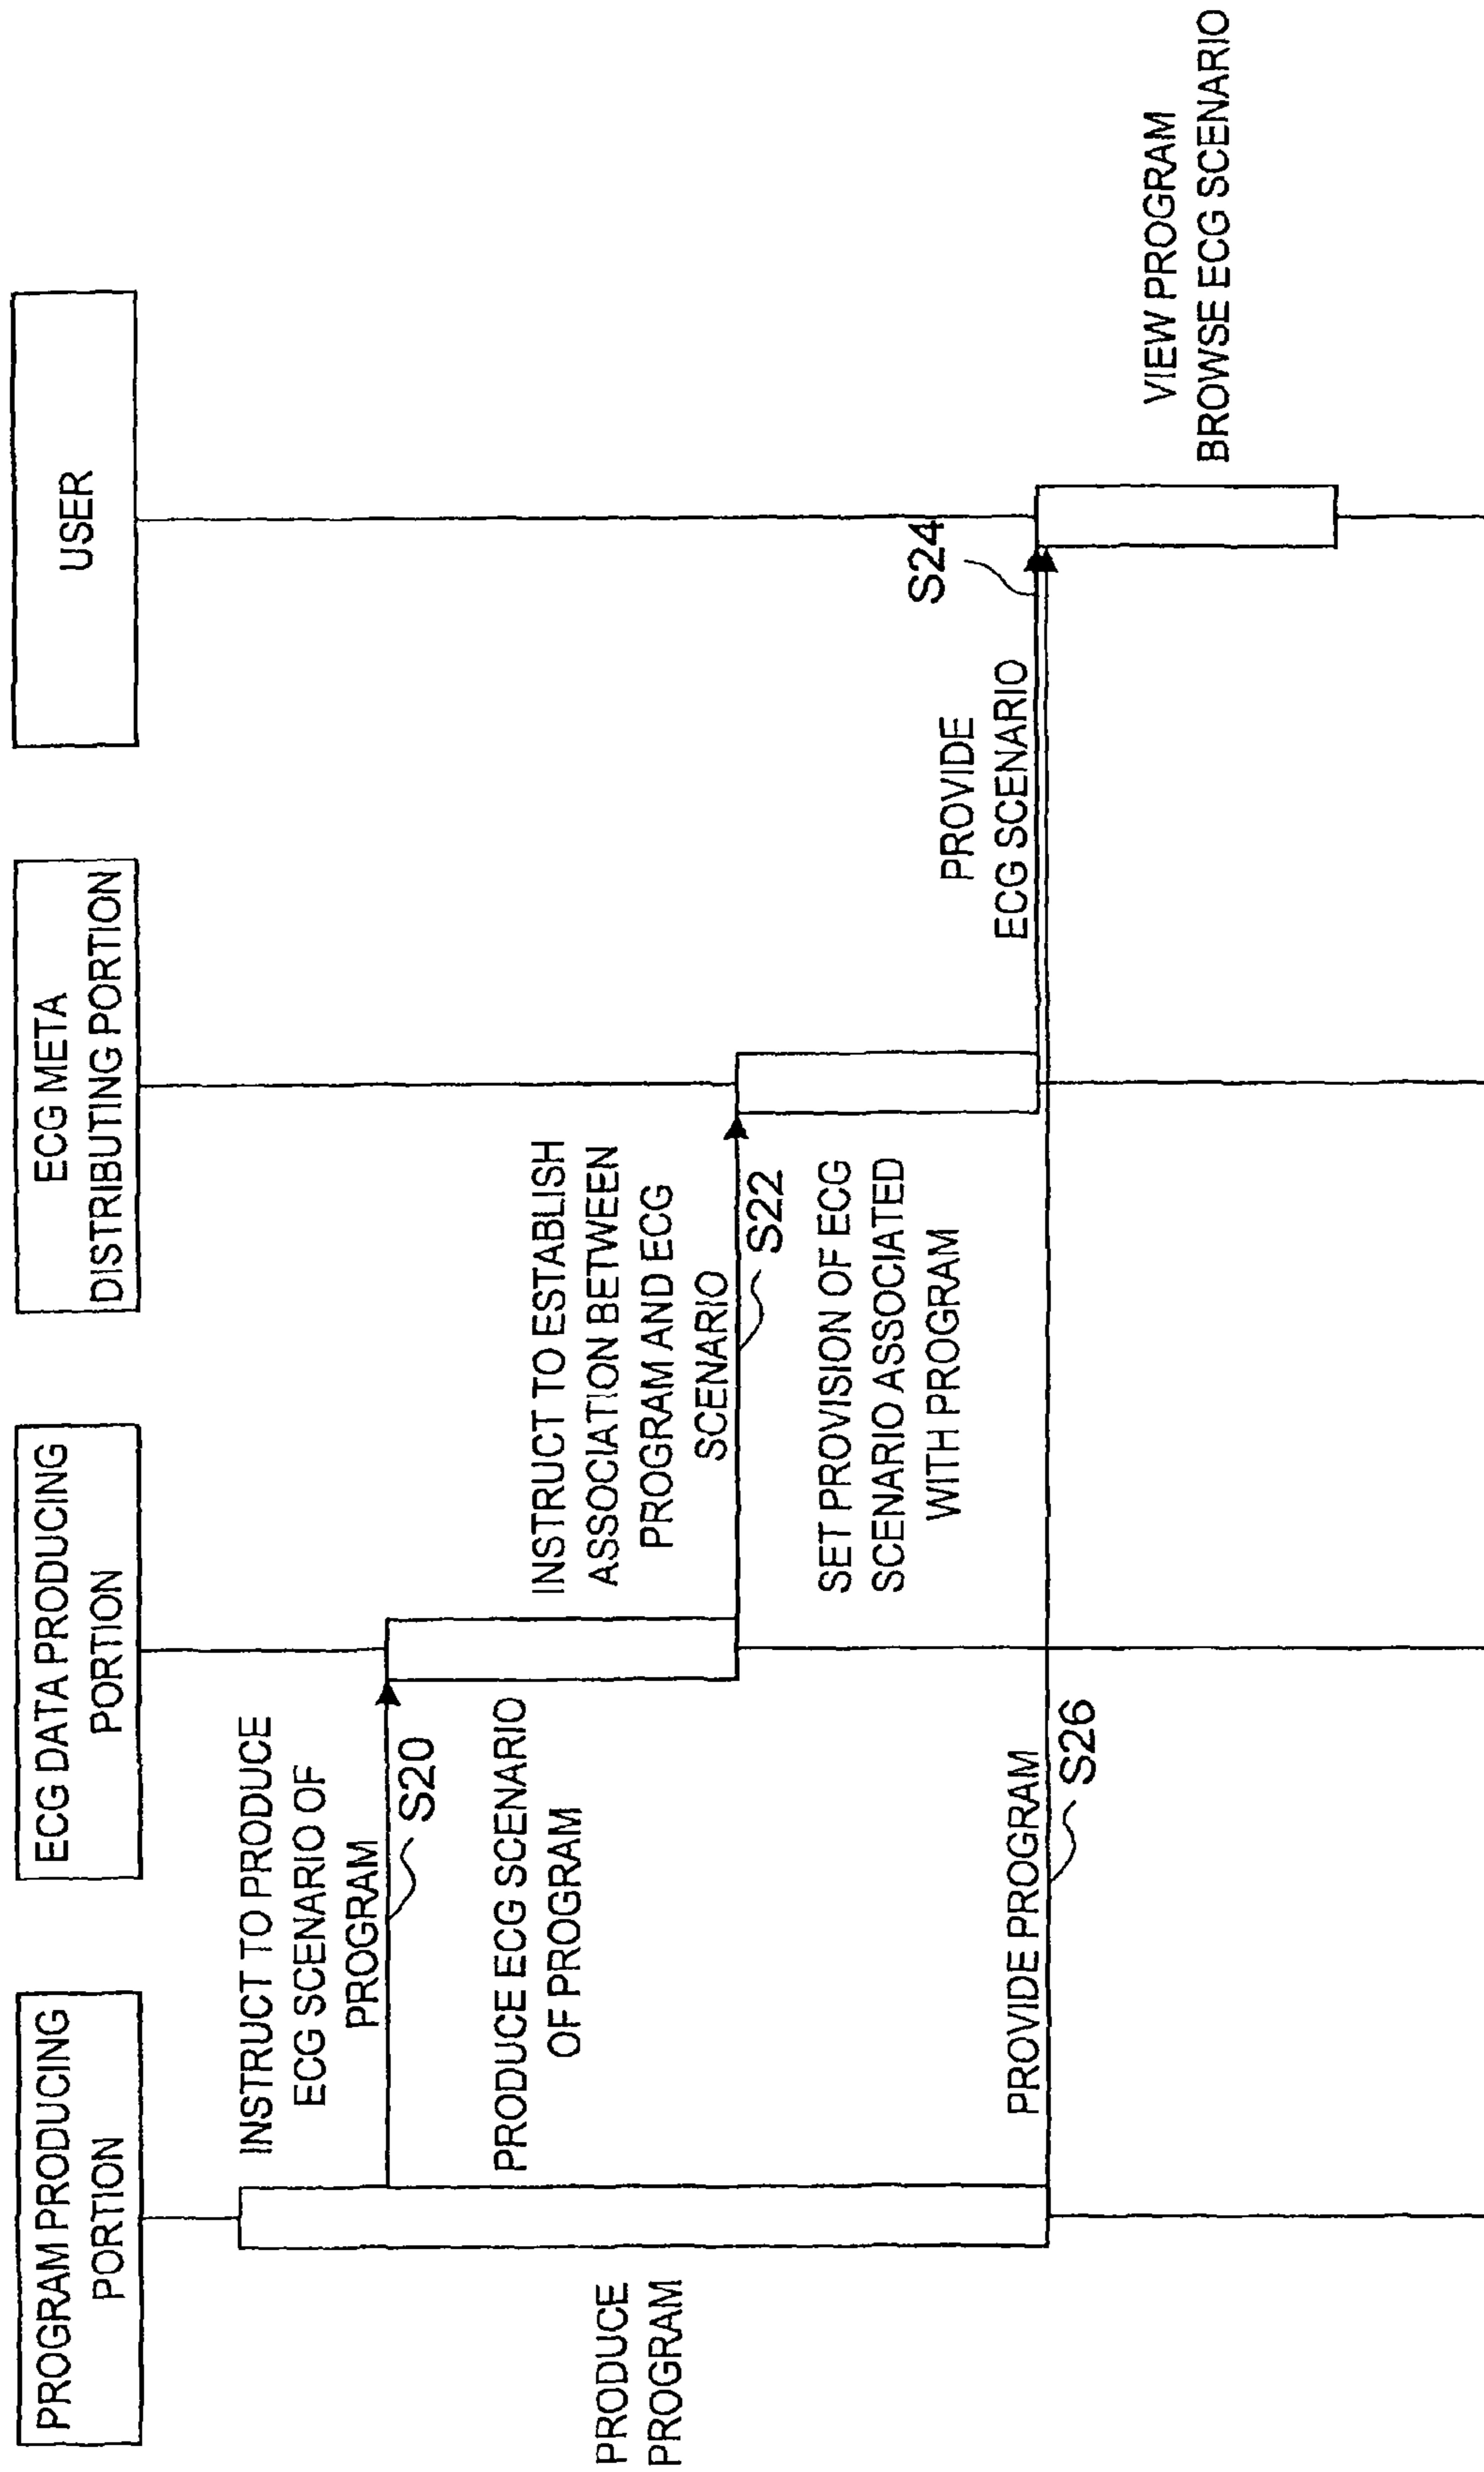 PROGRAM PRODUCING
PORTION
ECG DATA PRODUCING
PORTION
ECG META
DISTRIBUTING PORTION
USER
INSTRUCT TO PRODUCE
ECG SCENARIO OF
PROGRAM
S20
PRODUCE
PROGRAM
PRODUCE ECG SCENARIO
OF PROGRAM
INSTRUCT TO ESTABLISH
ASSOCIATION BETWEEN
PROGRAM AND ECG
SCENARIO
S22
SET PROVISION OF ECG
SCENARIO ASSOCIATED
WITH PROGRAM
PROVIDE
ECG SCENARIO
S24
PROVIDE PROGRAM
S26
VIEW PROGRAM
BROWSE ECG SCENARIO